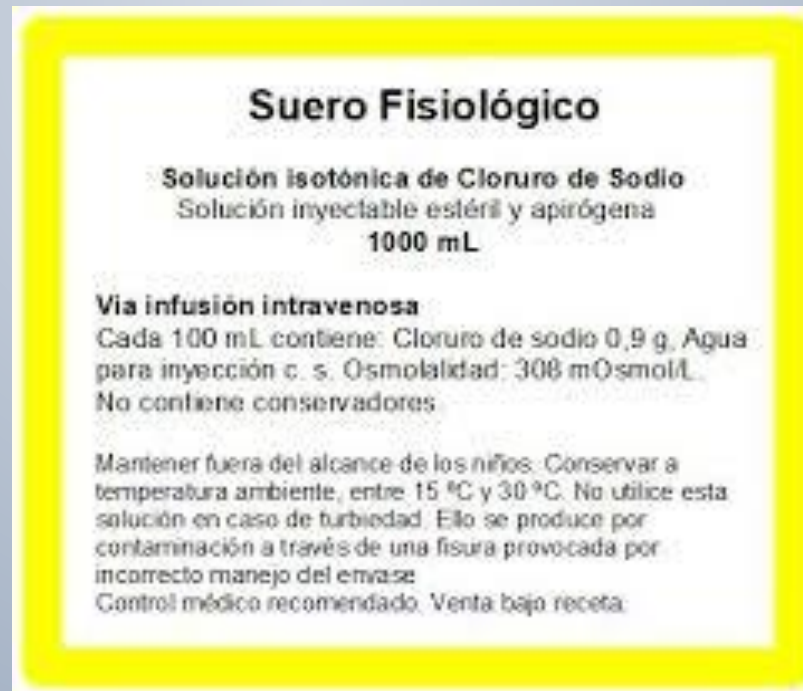 Suero Fisiológico
Solución isotónica de Cloruro de Sodio
Solución inyectable estéril y apirógena
1000 mL
Via infusión intravenosa
Cada 100 mL contiene: Cloruro de sodio 0,9 g, Agua
para inyección c. s. Osmolalidad: 308 mOsmol/L.
No contiene conservadores.
Mantener fuera del alcance de los niños. Conservar a
temperatura ambiente, entre 15 ºC y 30 ºC. No utilice esta
solución en caso de turbiedad. Ello se produce por
contaminación a través de una fisura provocada por
incorrecto manejo del envase
Control médico recomendado. Venta bajo receta.